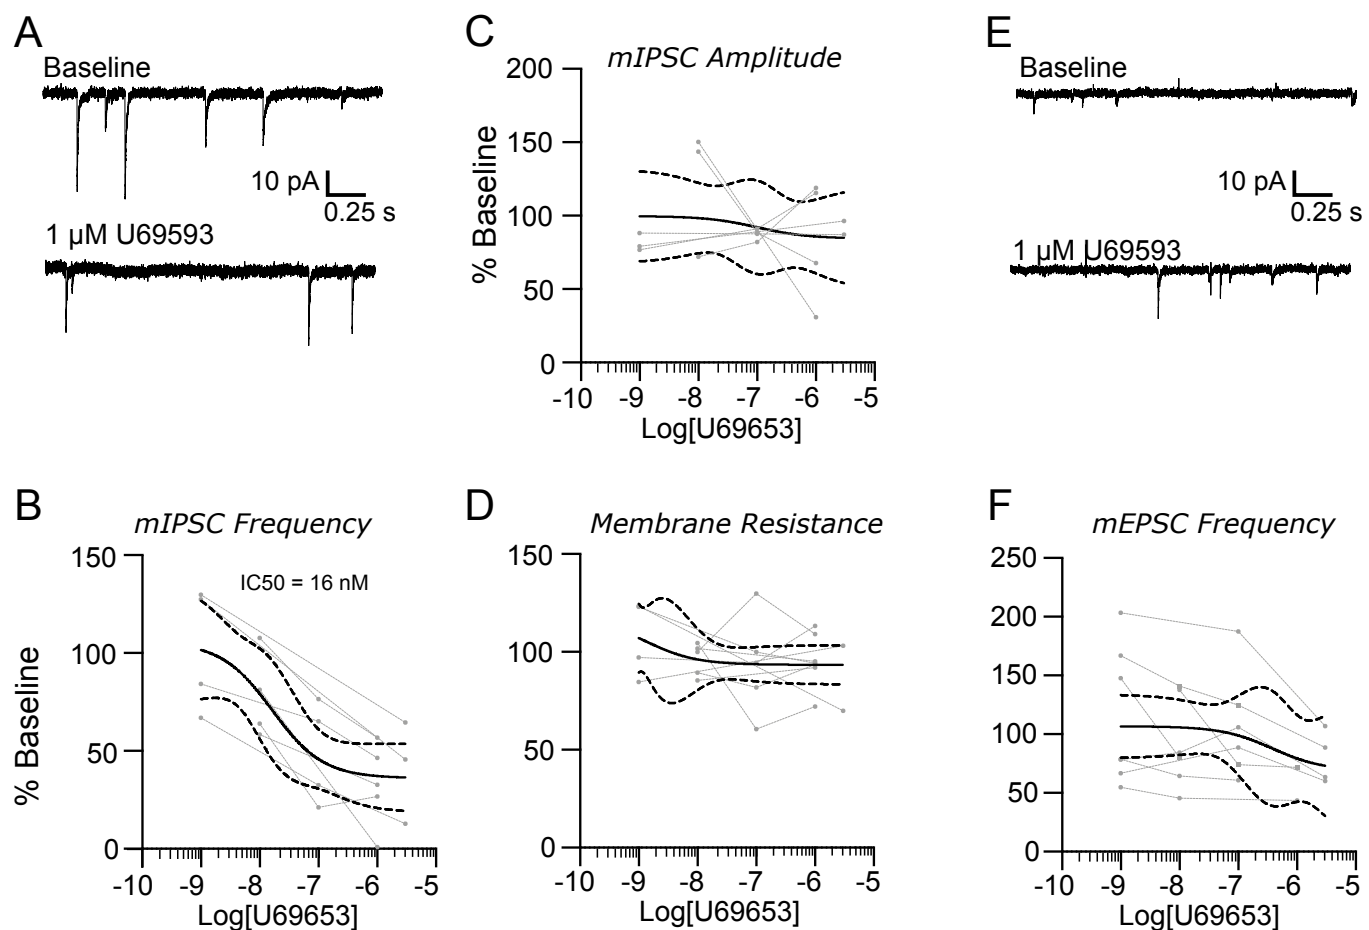 A
Baseline
10 pA
0.25 s
1 µM U69593
B
mIPSC Frequency
IC50 = 16 nM
% Baseline
150
100
50
0
-10 -9 -8 -7 -6 -5
Log[U69653]
C
mIPSC Amplitude
% Baseline
200
150
100
50
0
-10 -9 -8 -7 -6 -5
Log[U69653]
D
Membrane Resistance
150
100
50
0
-10 -9 -8 -7 -6 -5
Log[U69653]
E
Baseline
10 pA
0.25 s
1 µM U69593
F
mEPSC Frequency
250
200
150
100
50
0
-10 -9 -8 -7 -6 -5
Log[U69653]